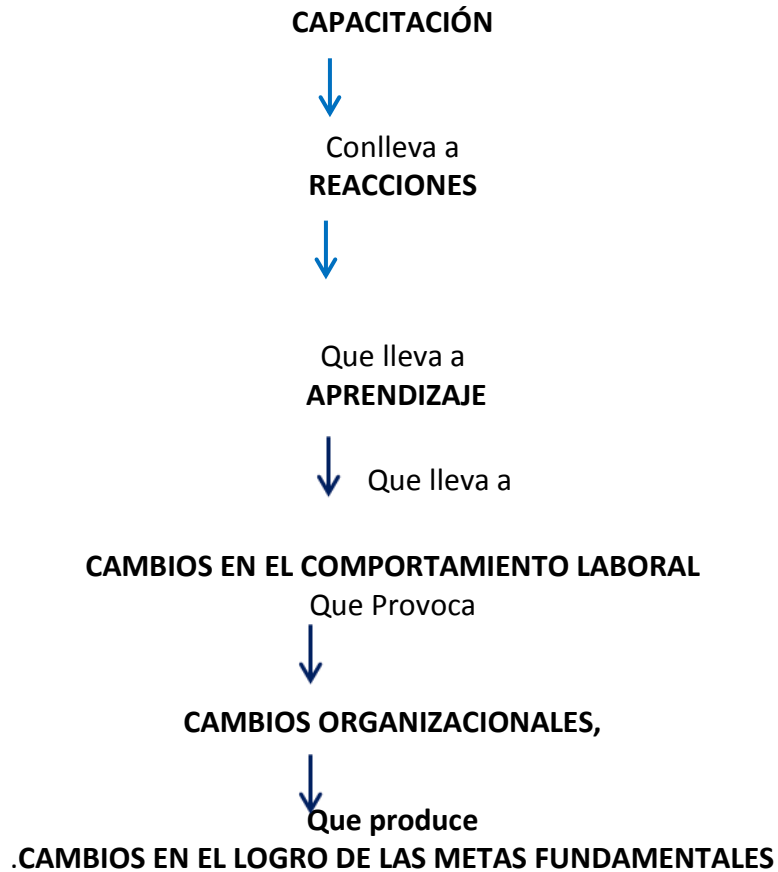 CAPACITACIÓN
Conlleva a
REACCIONES
Que lleva a
APRENDIZAJE
Que lleva a
CAMBIOS EN EL COMPORTAMIENTO LABORAL
Que Provoca
CAMBIOS ORGANIZACIONALES,
Que produce
.CAMBIOS EN EL LOGRO DE LAS METAS FUNDAMENTALES